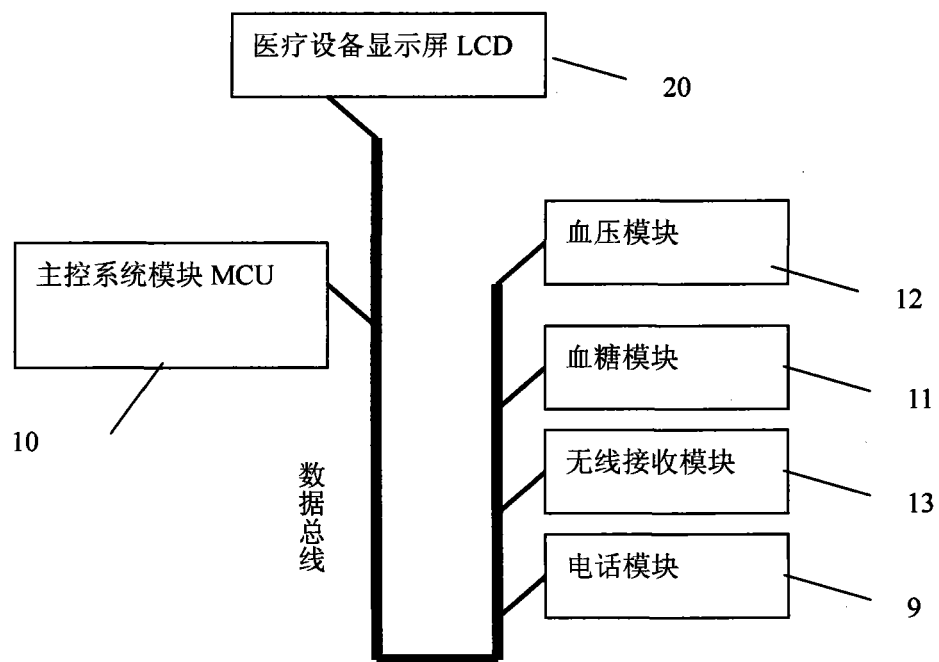 医疗设备显示屏 LCD
20
血压模块
12
主控系统模块 MCU
10
血糖模块
11
无线接收模块
13
电话模块
9
数据总线